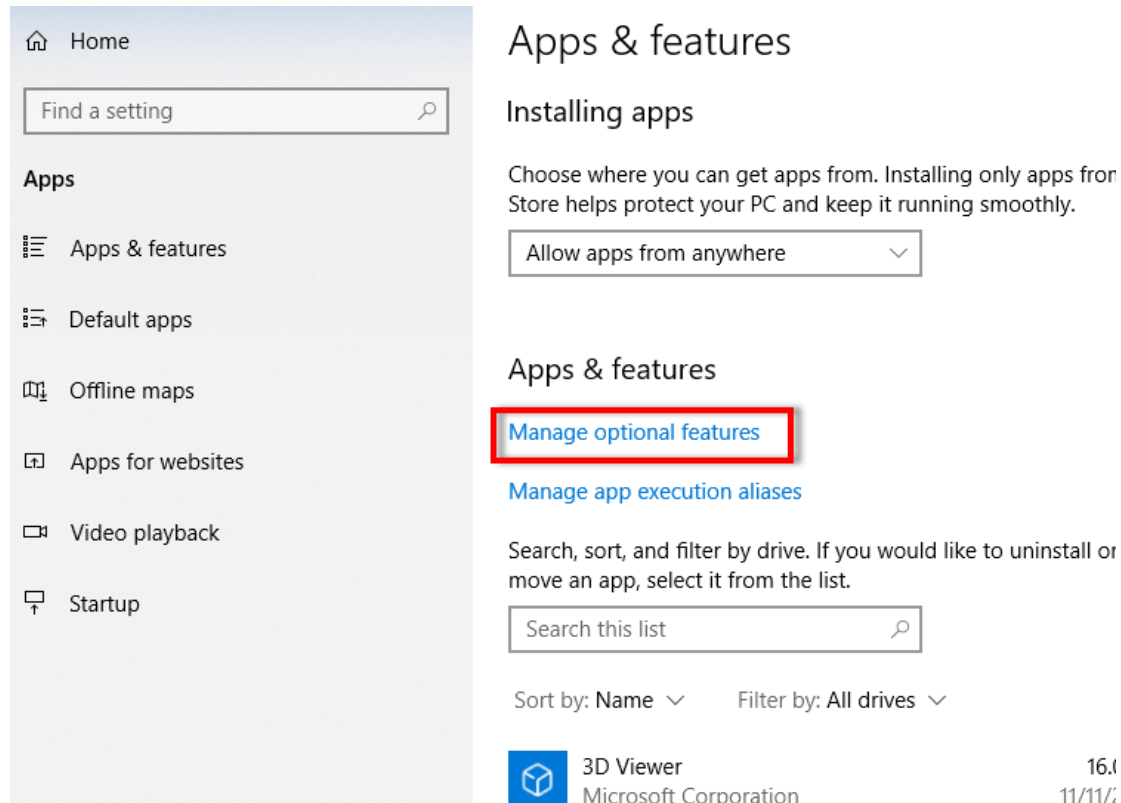 Home
Find a setting
Apps
Apps & features
Default apps
Offline maps
Apps for websites
Video playback
Startup
Apps & features
Installing apps
Choose where you can get apps from. Installing only apps
Store helps protect your PC and keep it running smoothly.
Allow apps from anywhere
Apps & features
Manage optional features
Manage app execution aliases
Search, sort, and filter by drive. If you would like to uninstall or
move an app, select it from the list.
Search this list
Sort by: Name Filter by: All drives
3D Viewer
Microsoft Corporation